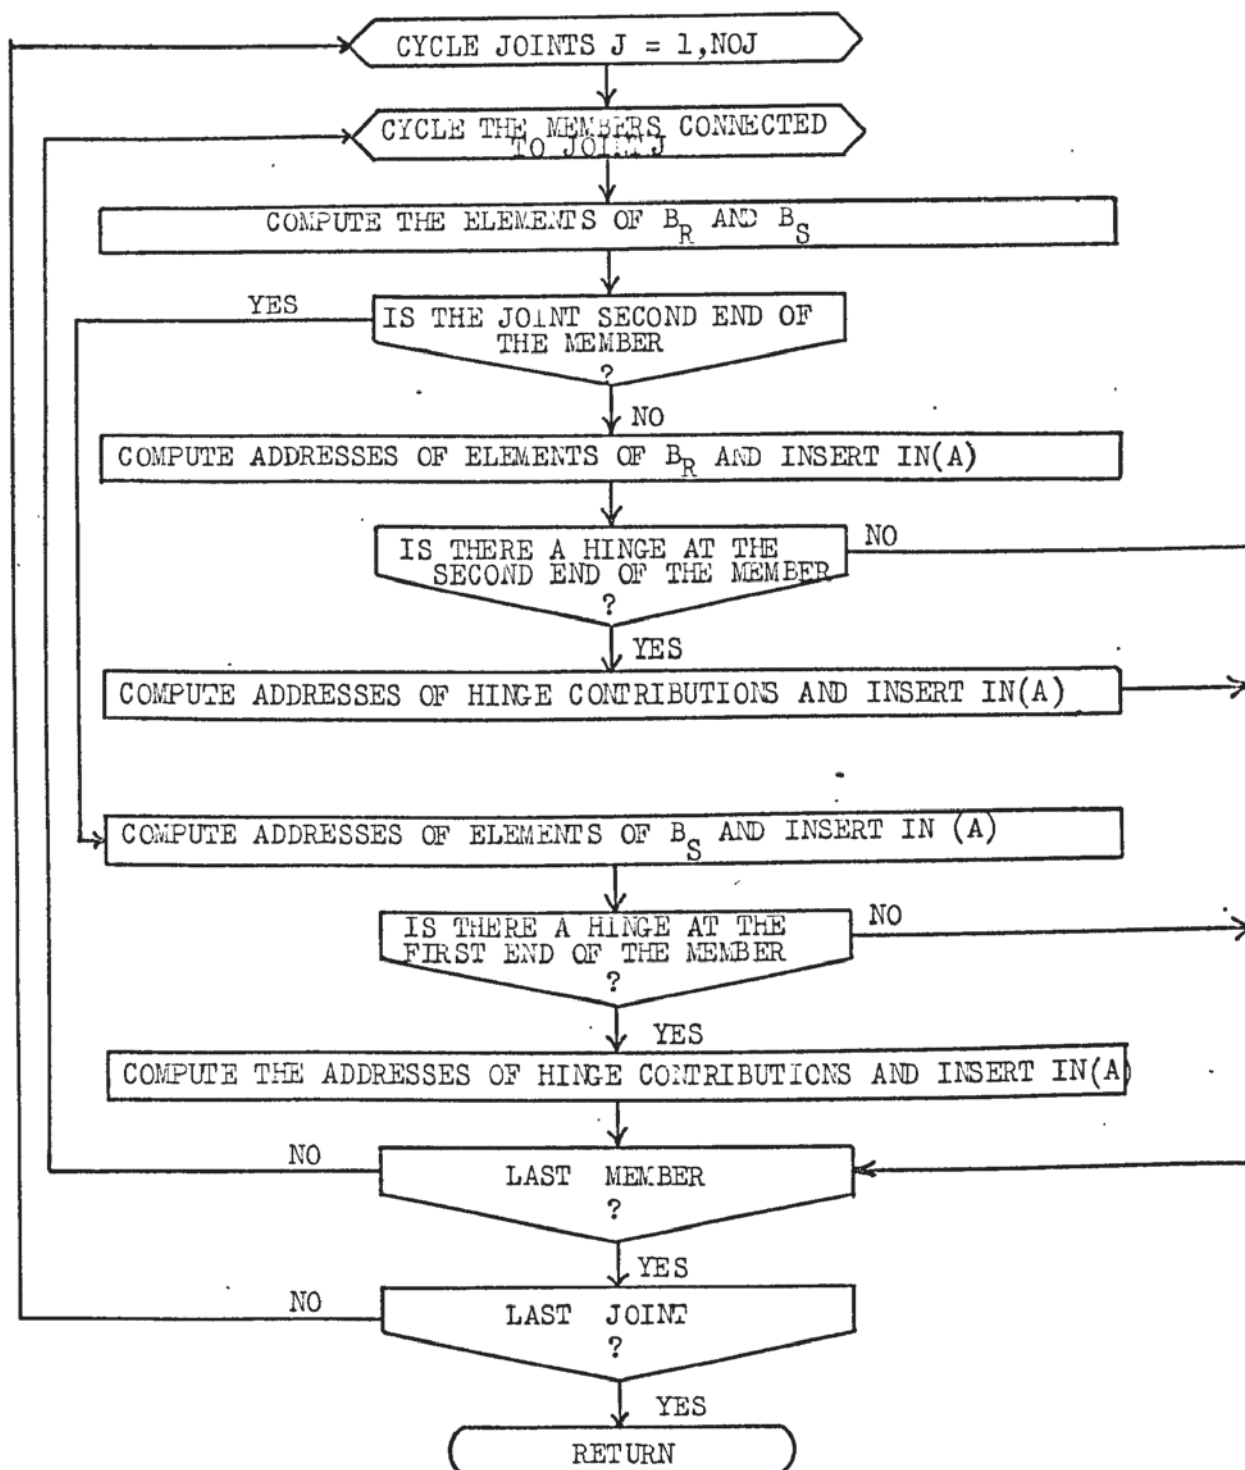 CYCLE JOINTS J = 1,NOJ
CYCLE THE MEMBERS CONNECTED
TO JOINT J
COMPUTE THE ELEMENTS OF B_R AND B_S
YES
IS THE JOINT SECOND END OF
THE MEMBER
?
NO
COMPUTE ADDRESSES OF ELEMENTS OF B_R AND INSERT IN(A)
IS THERE A HINGE AT THE
SECOND END OF THE MEMBER
?
NO
YES
COMPUTE ADDRESSES OF HINGE CONTRIBUTIONS AND INSERT IN(A)
COMPUTE ADDRESSES OF ELEMENTS OF B_S AND INSERT IN (A)
IS THERE A HINGE AT THE
FIRST END OF THE MEMBER
?
NO
YES
COMPUTE THE ADDRESSES OF HINGE CONTRIBUTIONS AND INSERT IN(A)
NO
LAST MEMBER
?
YES
NO
LAST JOINT
?
YES
RETURN